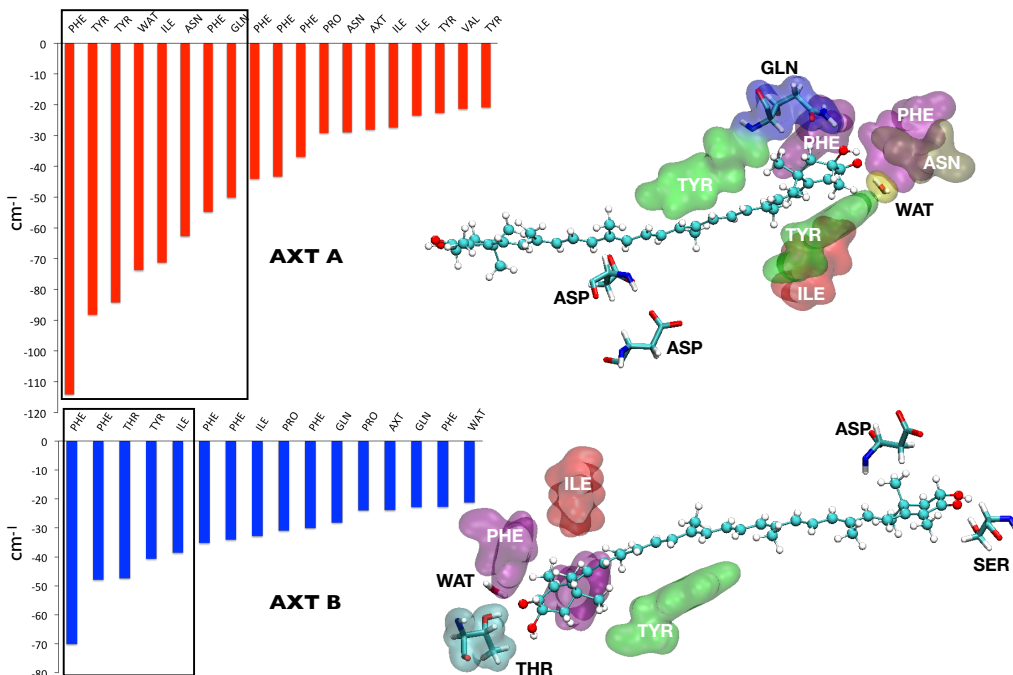 PHE TYR TYR WAT ILE ASN PHE GLN PHE PHE PHE PRO ASN AXT ILE ILE TYR VAL TYR
0
-10
-20
-30
-40
-50
-60
-70
-80
-90
-100
-110
-120
cm-1
AXT A
GLN
PHE
PHE
ASN
TYR
WAT
TYR
ILE
ASP
ASP
PHE PHE THR TYR ILE PHE PHE ILE PRO PHE GLN PRO AXT GLN PHE WAT
0
-10
-20
-30
-40
-50
-60
-70
-80
cm-1
AXT B
ASP
ILE
PHE
WAT
SER
TYR
THR